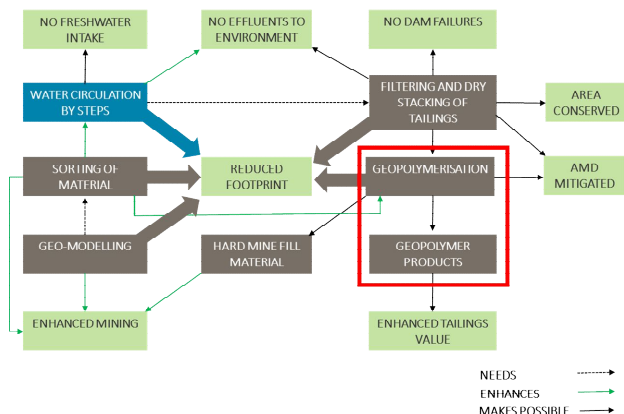 NO FRESHWATER
INTAKE
NO EFFLUENTS TO
ENVIRONMENT
NO DAM FAILURES
WATER CIRCULATION
BY STEPS
FILTERING AND DRY
STACKING OF
TAILINGS
AREA
CONSERVED
SORTING OF
MATERIAL
REDUCED
FOOTPRINT
GEOPOLYMERISATION
AMD
MITIGATED
GEO-MODELLING
HARD MINE FILL
MATERIAL
GEOPOLYMER
PRODUCTS
ENHANCED MINING
ENHANCED TAILINGS
VALUE
NEEDS
ENHANCES
MAKES POSSIBLE